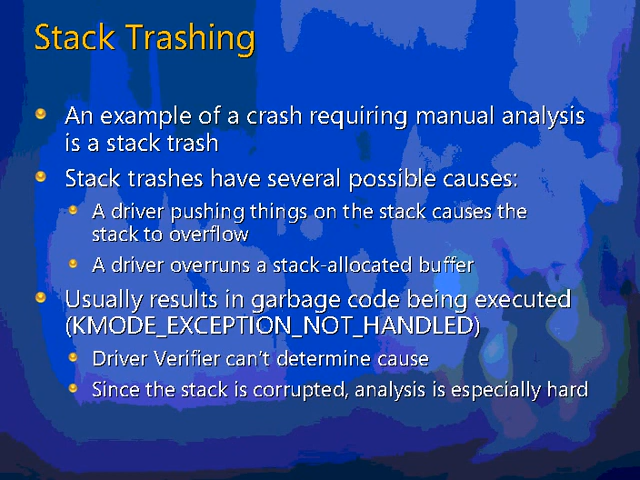 Stack Trashing
An example of a crash requiring manual analysis
is a stack trash
Stack trashes have several possible causes:
A driver pushing things on the stack causes the
stack to overflow
A driver overruns a stack-allocated buffer
Usually results in garbage code being executed
(KMODE_EXCEPTION_NOT_HANDLED)
Driver Verifier can't determine cause
Since the stack is corrupted, analysis is especially hard